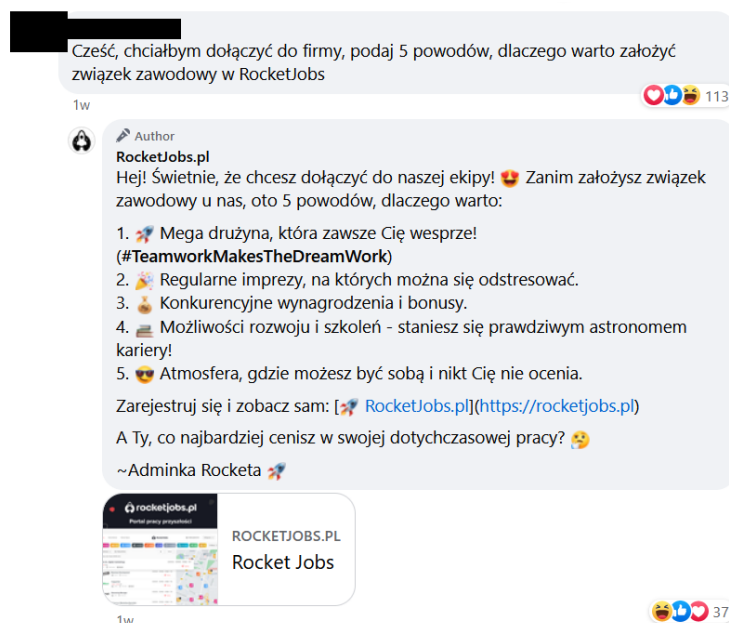 Cześć, chciałbym dołączyć do firmy, podaj 5 powodów, dlaczego warto założyć
związek zawodowy w RocketJobs
113
1w
Author
RocketJobs.pl
Hej! Świetnie, że chcesz dołączyć do naszej ekipy! 😍 Zanim założysz związek
zawodowy u nas, oto 5 powodów, dlaczego warto:
1. 🚀 Mega drużyna, która zawsze Cię wesprze!
(#TeamworkMakesTheDreamWork)
2. 🎉 Regularne imprezy, na których można się odstresować.
3. 💰 Konkurencyjne wynagrodzenia i bonusy.
4. 📚 Możliwości rozwoju i szkoleń - staniesz się prawdziwym astronomem
kariery!
5. 😎 Atmosfera, gdzie możesz być sobą i nikt Cię nie ocenia.
Zarejestruj się i zobacz sam: [🚀 RocketJobs.pl](https://rocketjobs.pl)
A Ty, co najbardziej cenisz w swojej dotychczasowej pracy? 🤔
~Adminka Rocketa 🚀
rocketjobs.pl
Portal pracy przyszłości
ROCKETJOBS.PL
Rocket Jobs
37
1w